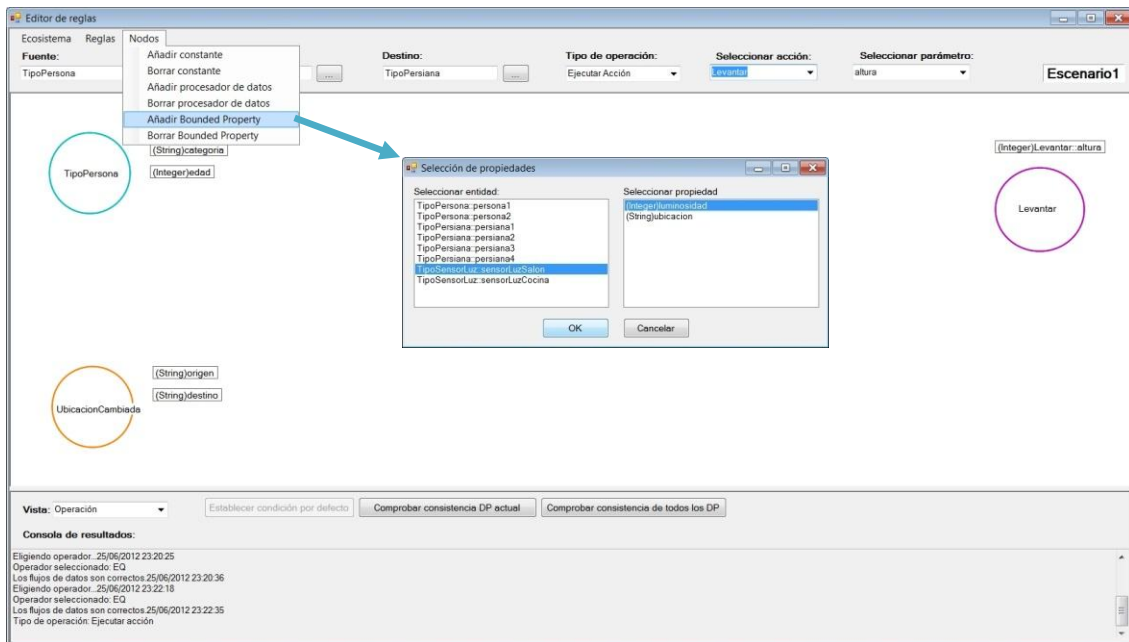 Editor de reglas
Ecosistema Reglas Nodos
Fuente:
TipoPersona
...
Destino:
TipoPersiana
...
Tipo de operación:
Ejecutar Acción
Seleccionar acción:
Levantar
Seleccionar parámetro:
altura
Escenario1
Añadir constante
Borrar constante
Añadir procesador de datos
Borrar procesador de datos
Añadir Bounded Property
Borrar Bounded Property
TipoPersona
(String)categoria
(Integer)edad
(Integer)Levantar::altura
Levantar
Selección de propiedades
Seleccionar entidad:
TipoPersona::persona1
TipoPersona::persona2
TipoPersiana::persiana1
TipoPersiana::persiana2
TipoPersiana::persiana3
TipoPersiana::persiana4
TipoSensorLuz::sensorLuzSalon
TipoSensorLuz::sensorLuzCocina
Seleccionar propiedad
(Integer)luminosidad
(String)ubicacion
OK Cancelar
UbicacionCambiada
(String)origen
(String)destino
Vista: Operación
Establecer condición por defecto
Comprobar consistencia DP actual
Comprobar consistencia de todos los DP
Consola de resultados:
Eligiendo operador...25/06/2012 23:20:25
Operador seleccionado: EQ
Los flujos de datos son correctos.25/06/2012 23:20:36
Eligiendo operador...25/06/2012 23:22:18
Operador seleccionado: EQ
Los flujos de datos son correctos.25/06/2012 23:22:35
Tipo de operación: Ejecutar acción